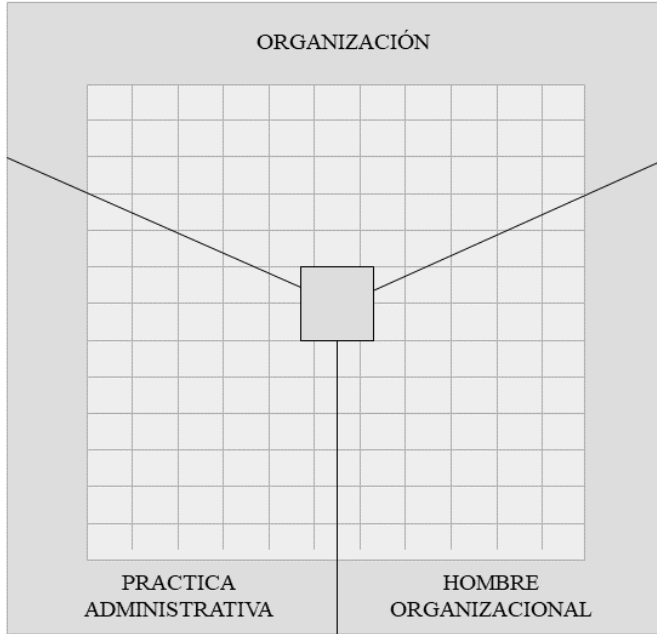 ORGANIZACIÓN
PRACTICA
ADMINISTRATIVA
HOMBRE
ORGANIZACIONAL